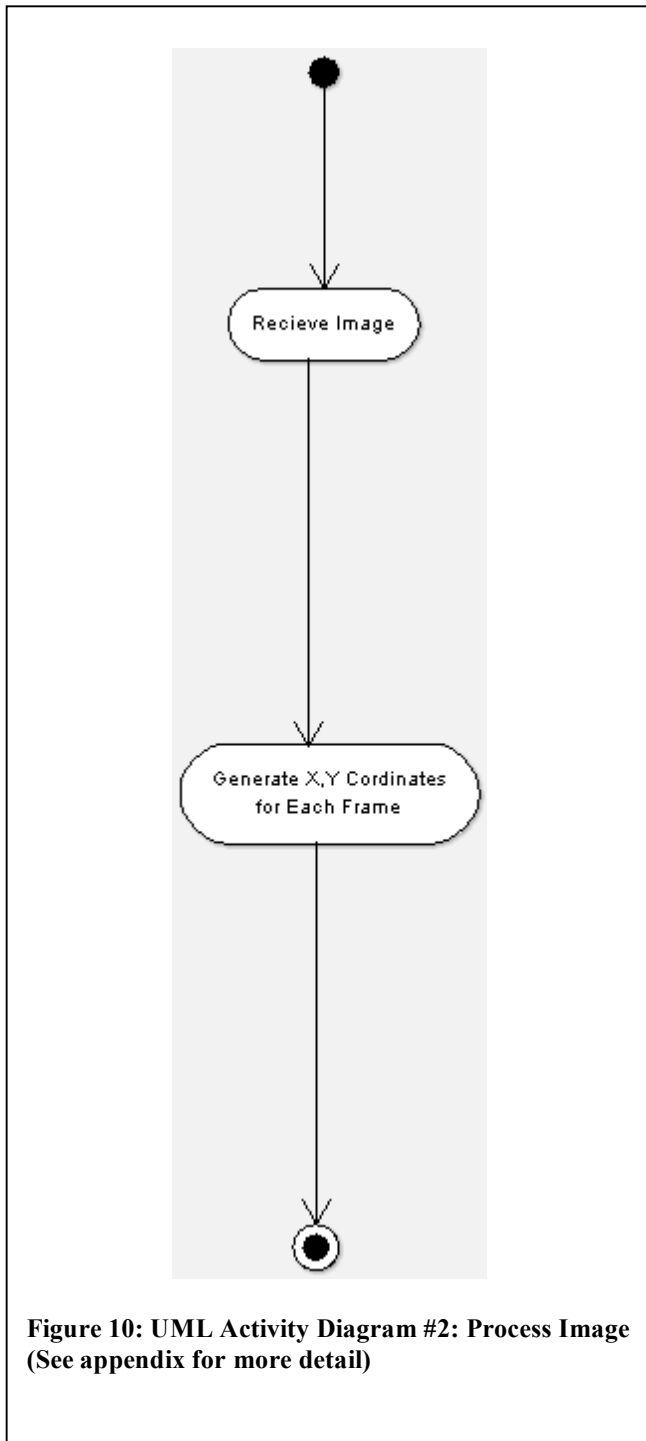 Recieve Image
Generate X,Y Cordinates
for Each Frame
Figure 10: UML Activity Diagram #2: Process Image
(See appendix for more detail)